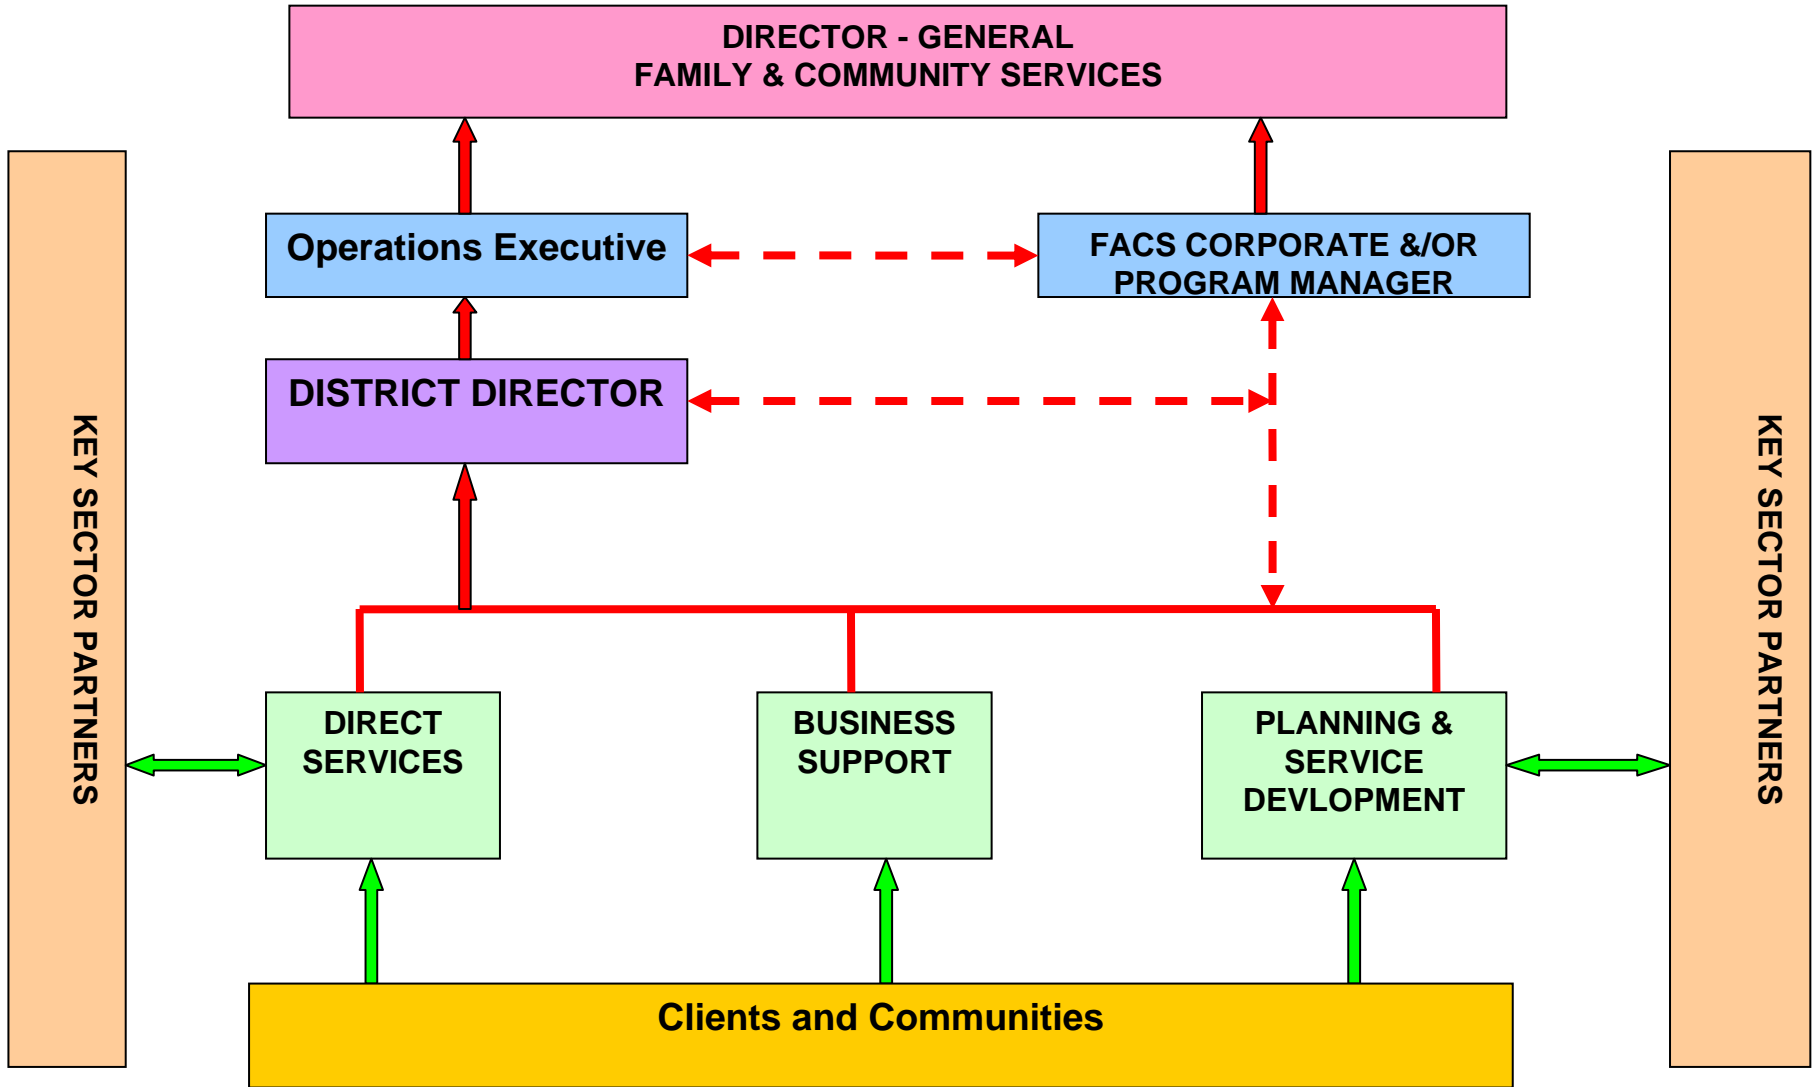 DIRECTOR - GENERAL
FAMILY & COMMUNITY SERVICES
Operations Executive
FACS CORPORATE &/OR
PROGRAM MANAGER
DISTRICT DIRECTOR
KEY SECTOR PARTNERS
KEY SECTOR PARTNERS
DIRECT
SERVICES
BUSINESS
SUPPORT
PLANNING &
SERVICE
DEVLOPMENT
Clients and Communities